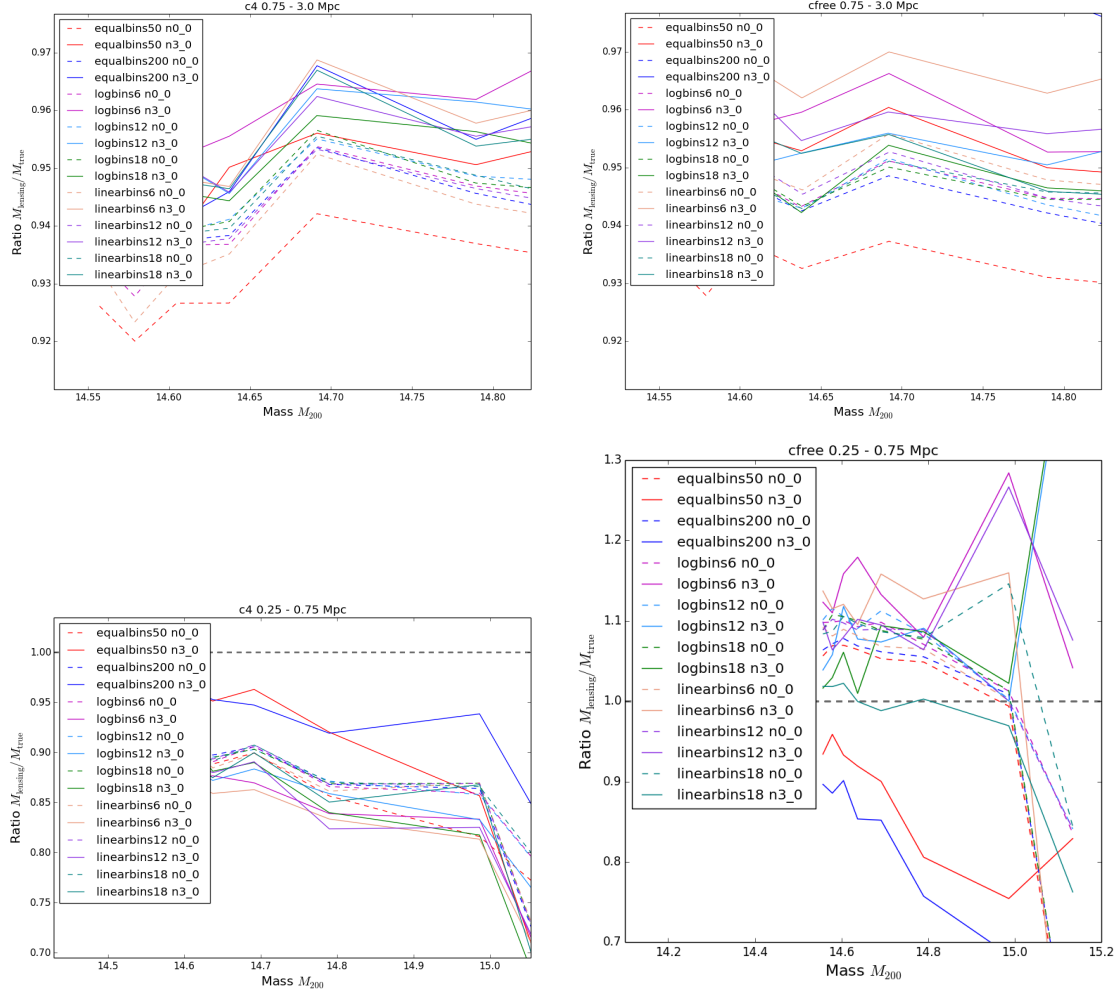 c4 0.75 - 3.0 Mpc
0.97
0.96
0.95
0.94
0.93
0.92
Ratio M_lensing/M_true
equalbins50 n0_0
equalbins50 n3_0
equalbins200 n0_0
equalbins200 n3_0
logbins6 n0_0
logbins6 n3_0
logbins12 n0_0
logbins12 n3_0
logbins18 n0_0
logbins18 n3_0
linearbins6 n0_0
linearbins6 n3_0
linearbins12 n0_0
linearbins12 n3_0
linearbins18 n0_0
linearbins18 n3_0
14.55 14.60 14.65 14.70 14.75 14.80
Mass M_200
cfree 0.75 - 3.0 Mpc
0.97
0.96
0.95
0.94
0.93
0.92
Ratio M_lensing/M_true
equalbins50 n0_0
equalbins50 n3_0
equalbins200 n0_0
equalbins200 n3_0
logbins6 n0_0
logbins6 n3_0
logbins12 n0_0
logbins12 n3_0
logbins18 n0_0
logbins18 n3_0
linearbins6 n0_0
linearbins6 n3_0
linearbins12 n0_0
linearbins12 n3_0
linearbins18 n0_0
linearbins18 n3_0
14.55 14.60 14.65 14.70 14.75 14.80
Mass M_200
c4 0.25 - 0.75 Mpc
1.00
0.95
0.90
0.85
0.80
0.75
0.70
Ratio M_lensing/M_true
equalbins50 n0_0
equalbins50 n3_0
equalbins200 n0_0
equalbins200 n3_0
logbins6 n0_0
logbins6 n3_0
logbins12 n0_0
logbins12 n3_0
logbins18 n0_0
logbins18 n3_0
linearbins6 n0_0
linearbins6 n3_0
linearbins12 n0_0
linearbins12 n3_0
linearbins18 n0_0
linearbins18 n3_0
14.5 14.6 14.7 14.8 14.9 15.0
Mass M_200
cfree 0.25 - 0.75 Mpc
1.3
1.2
1.1
1.0
0.9
0.8
0.7
Ratio M_lensing/M_true
equalbins50 n0_0
equalbins50 n3_0
equalbins200 n0_0
equalbins200 n3_0
logbins6 n0_0
logbins6 n3_0
logbins12 n0_0
logbins12 n3_0
logbins18 n0_0
logbins18 n3_0
linearbins6 n0_0
linearbins6 n3_0
linearbins12 n0_0
linearbins12 n3_0
linearbins18 n0_0
linearbins18 n3_0
14.2 14.4 14.6 14.8 15.0 15.2
Mass M_200